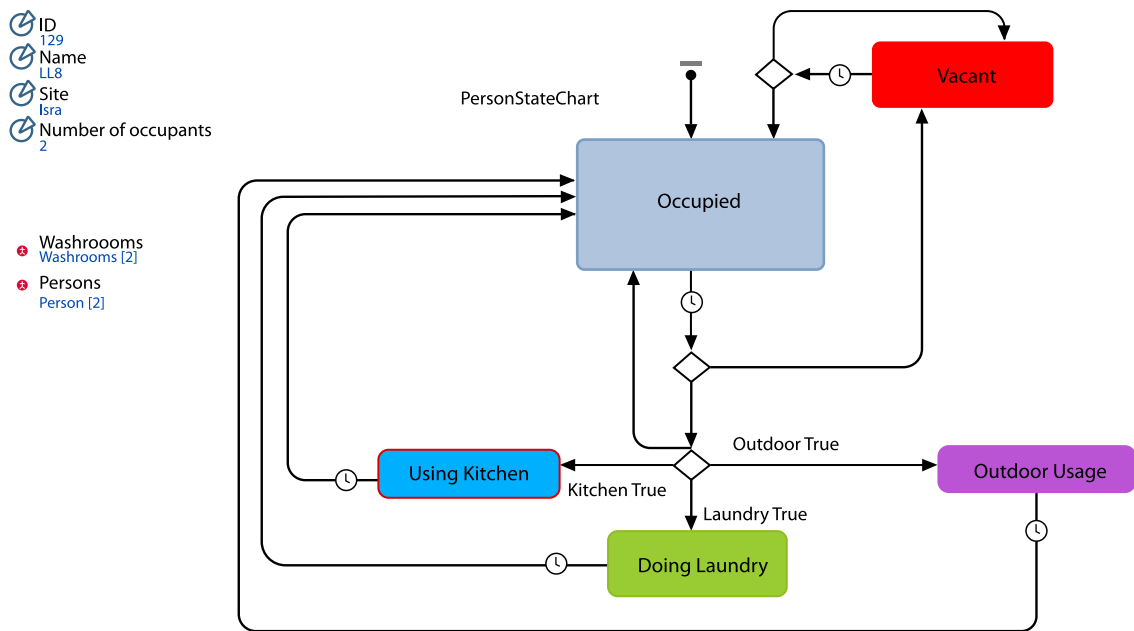 ID
129
Name
LL8
Site
Isra
Number of occupants
2
PersonStateChart
Vacant
Occupied
Washroooms
Washrooms [2]
Persons
Person [2]
Outdoor True
Using Kitchen
Kitchen True
Outdoor Usage
Laundry True
Doing Laundry